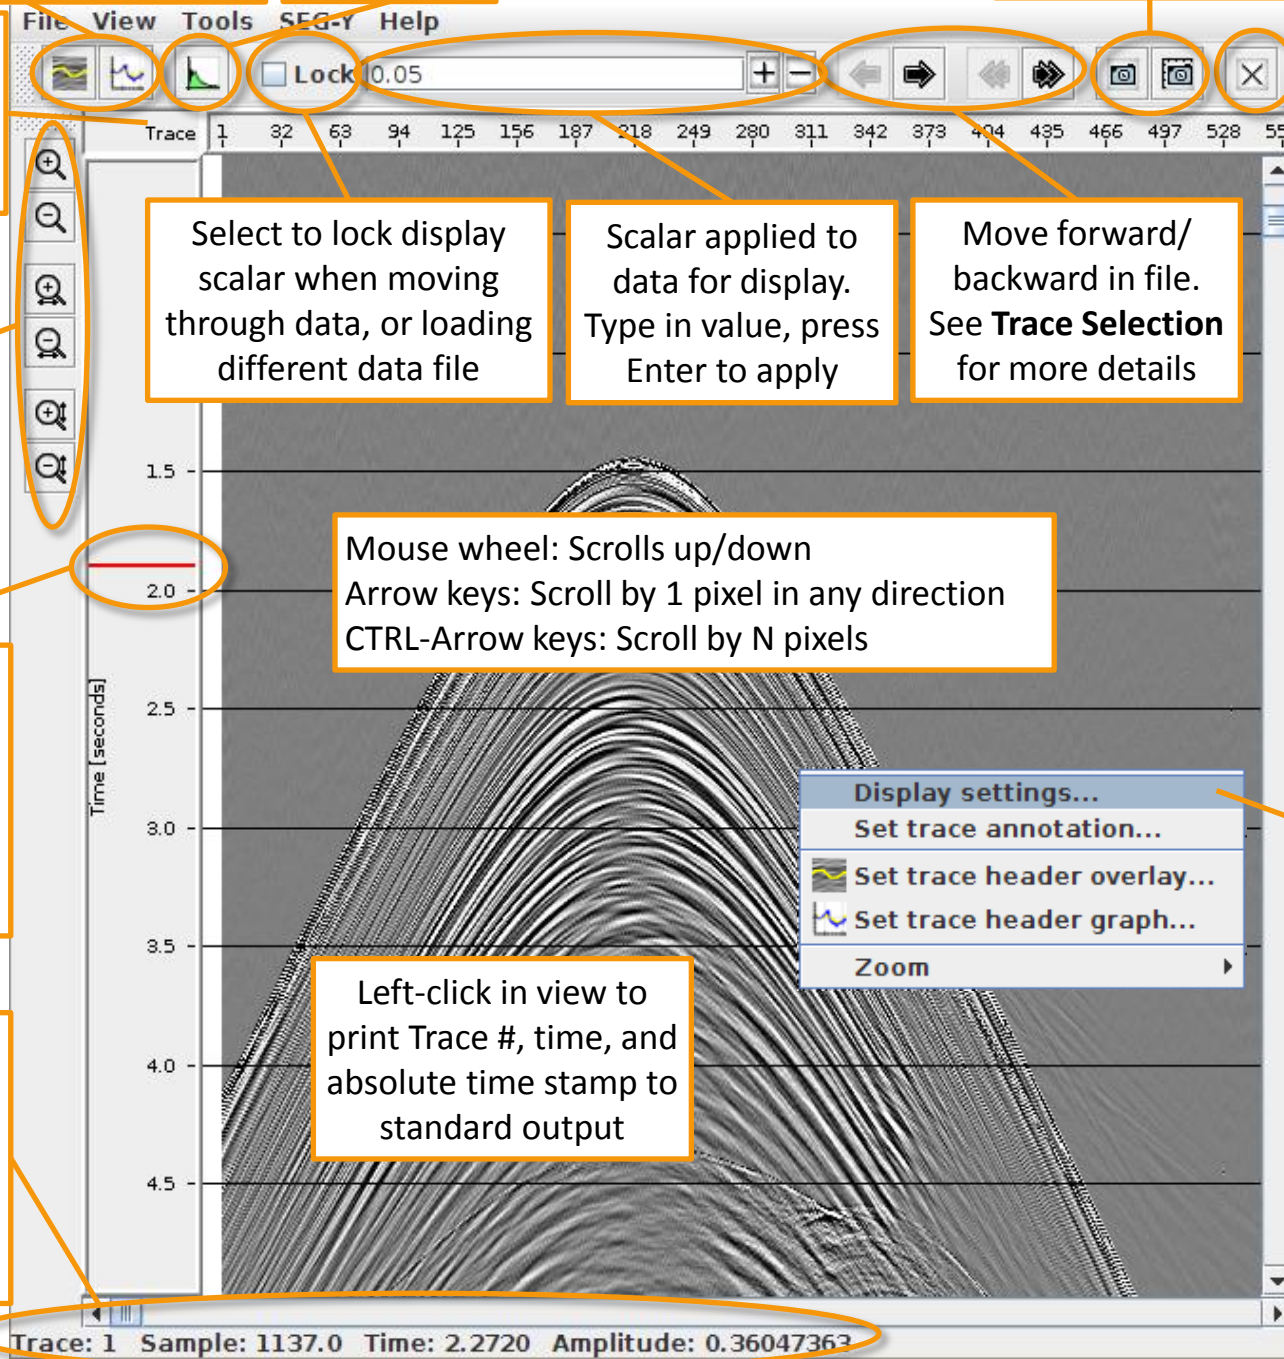 File View Tools SEG-Y Help
Lock 0.05
Trace 1 32 63 94 125 156 187 218 249 280 311 342 373 404 435 466 497 528
Select to lock display
scalar when moving
through data, or loading
different data file
Scalar applied to
data for display.
Type in value, press
Enter to apply
Move forward/
backward in file.
See Trace Selection
for more details
1.5
Mouse wheel: Scrolls up/down
Arrow keys: Scroll by 1 pixel in any direction
CTRL-Arrow keys: Scroll by N pixels
2.0
Time [seconds]
2.5
Display settings...
Set trace annotation...
3.0
Set trace header overlay...
Set trace header graph...
3.5
Zoom
Left-click in view to
print Trace #, time, and
absolute time stamp to
standard output
4.0
4.5
Trace: 1 Sample: 1137.0 Time: 2.2720 Amplitude: 0.36047363